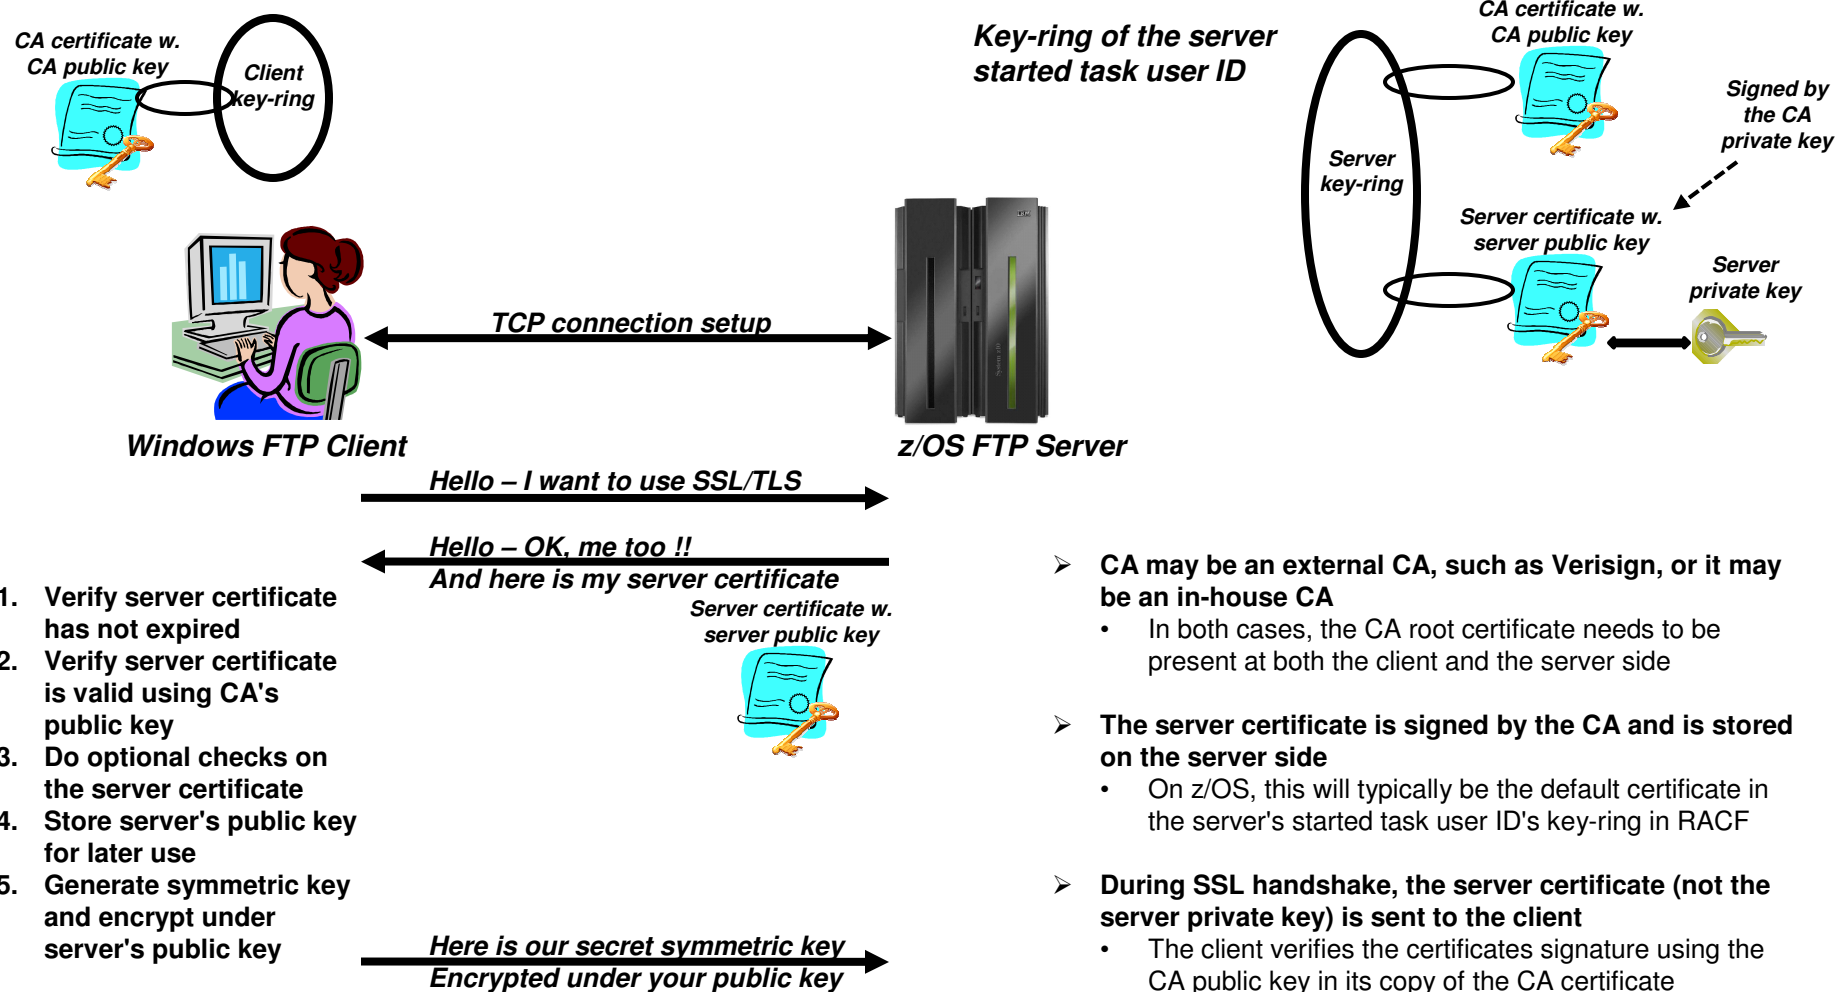 CA certificate w.
CA public key
Client
key-ring
Key-ring of the server
started task user ID
CA certificate w.
CA public key
Signed by
the CA
private key
Server
key-ring
Server certificate w.
server public key
Server
private key
TCP connection setup
Windows FTP Client
z/OS FTP Server
Hello – I want to use SSL/TLS
Hello – OK, me too !!
And here is my server certificate
Server certificate w.
server public key
1. Verify server certificate
has not expired
2. Verify server certificate
is valid using CA's
public key
3. Do optional checks on
the server certificate
4. Store server's public key
for later use
5. Generate symmetric key
and encrypt under
server's public key
Here is our secret symmetric key
Encrypted under your public key
➢ CA may be an external CA, such as Verisign, or it may
be an in-house CA
• In both cases, the CA root certificate needs to be
present at both the client and the server side
➢ The server certificate is signed by the CA and is stored
on the server side
• On z/OS, this will typically be the default certificate in
the server's started task user ID's key-ring in RACF
➢ During SSL handshake, the server certificate (not the
server private key) is sent to the client
• The client verifies the certificates signature using the
CA public key in its copy of the CA certificate